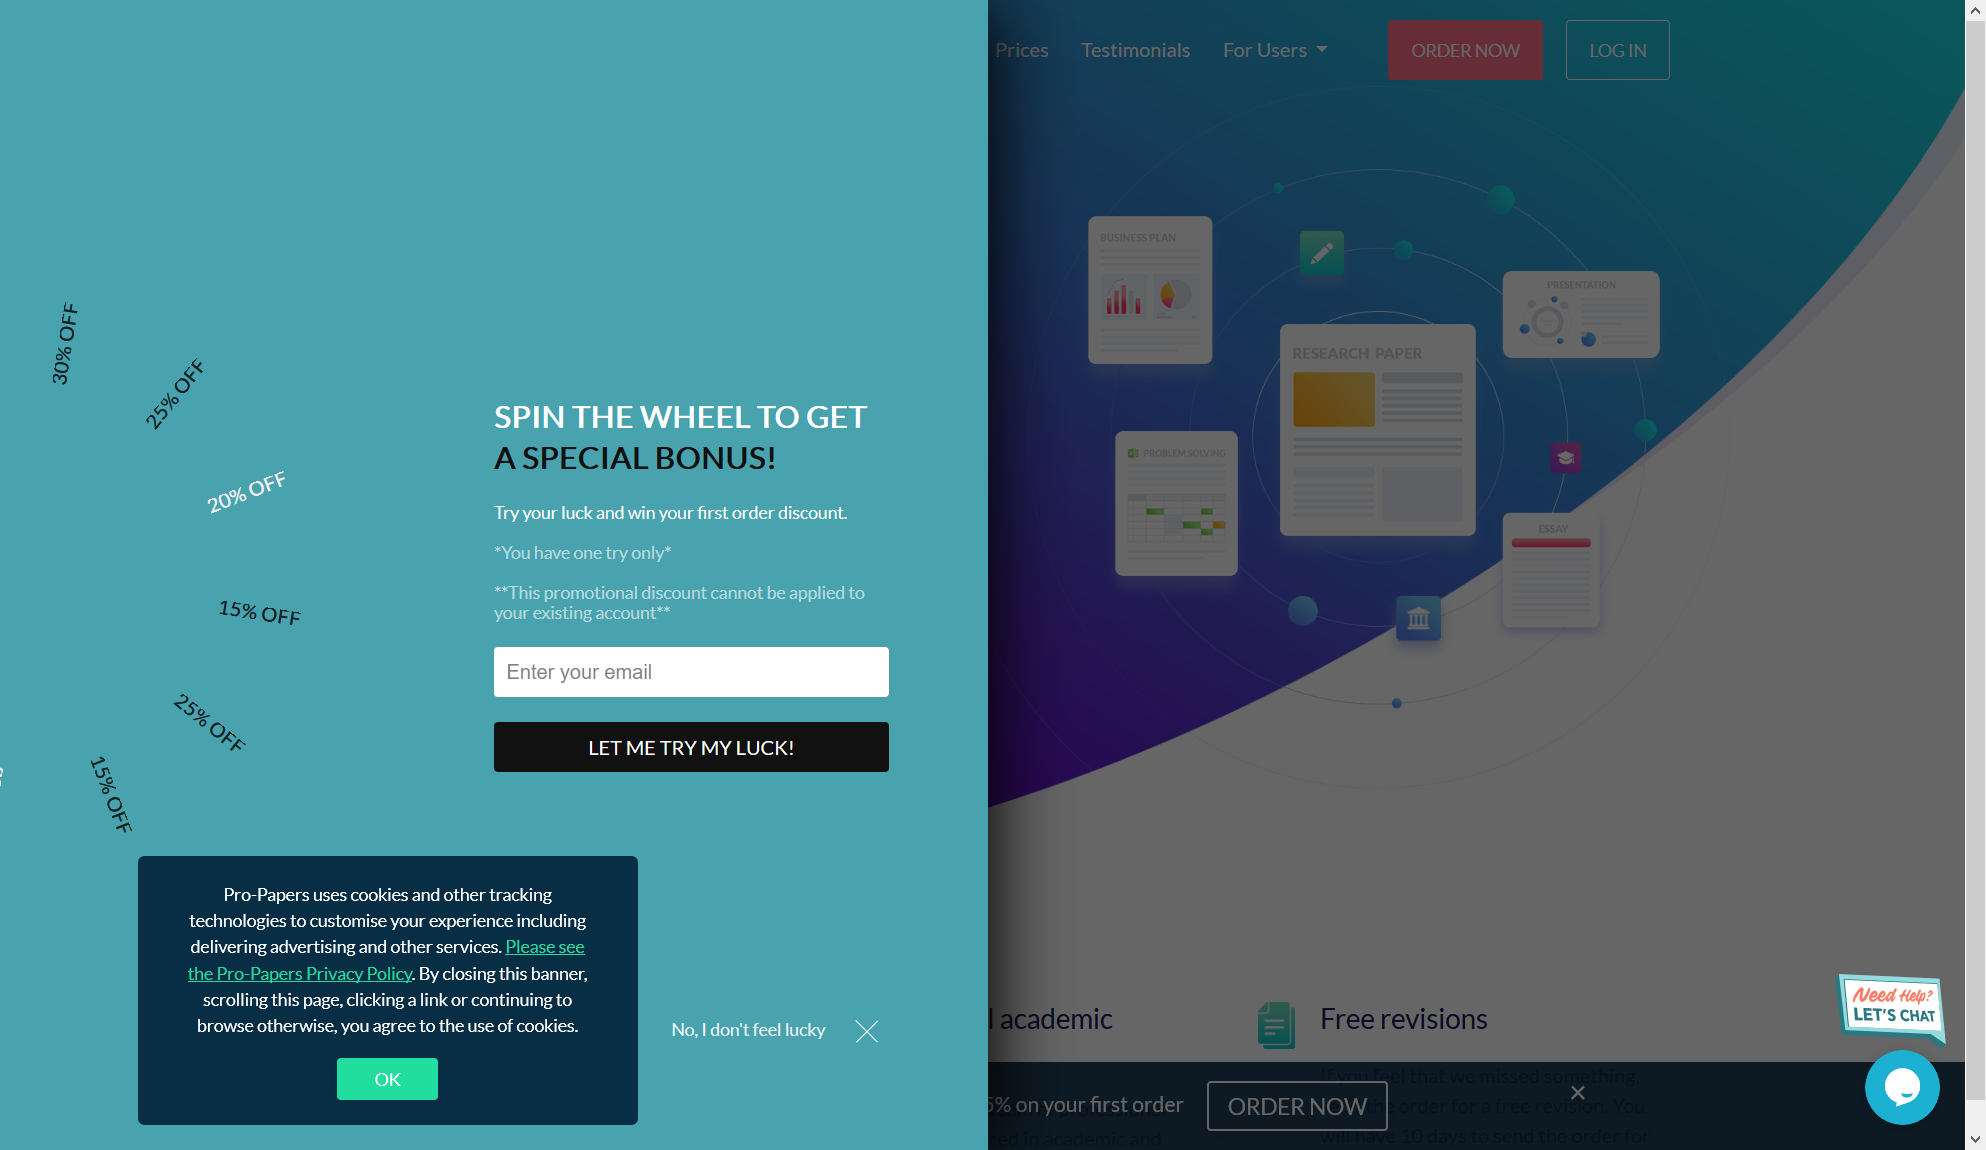 Prices
Testimonials
For Users
ORDER NOW
LOG IN
30% OFF
25% OFF
20% OFF
15% OFF
25% OFF
15% OFF
SPIN THE WHEEL TO GET
A SPECIAL BONUS!
Try your luck and win your first order discount.
*You have one try only*
**This promotional discount cannot be applied to
your existing account**
Enter your email
LET ME TRY MY LUCK!
No, I don't feel lucky
BUSINESS PLAN
PRESENTATION
RESEARCH PAPER
PROBLEM SOLVING
ESSAY
Pro-Papers uses cookies and other tracking
technologies to customise your experience including
delivering advertising and other services. Please see
the Pro-Papers Privacy Policy. By closing this banner,
scrolling this page, clicking a link or continuing to
browse otherwise, you agree to the use of cookies.
OK
academic
Free revisions
If you feel that we missed something,
order for a free revision. You
will have 10 days to send the order for
in academic and
5% on your first order
ORDER NOW
Need Help?
LET'S CHAT